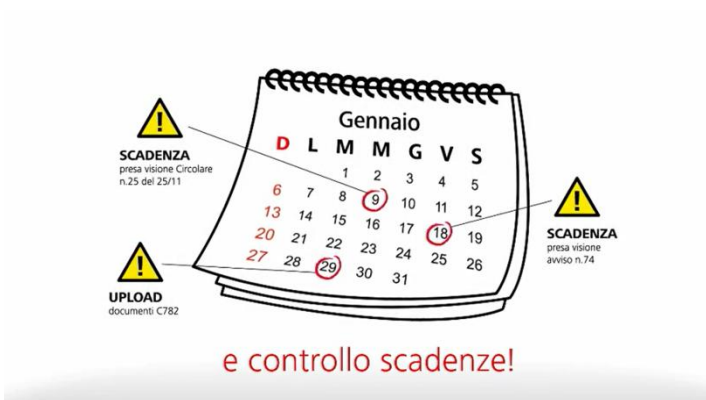 Gennaio
D L M M G V S
1 2 3 4 5
6 7 8 9 10 11 12
13 14 15 16 17 18 19
20 21 22 23 24 25 26
27 28 29 30 31
!
SCADENZA
presa visione Circolare
n.25 del 25/11
!
SCADENZA
presa visione
avviso n.74
!
UPLOAD
documenti C782
e controllo scadenze!